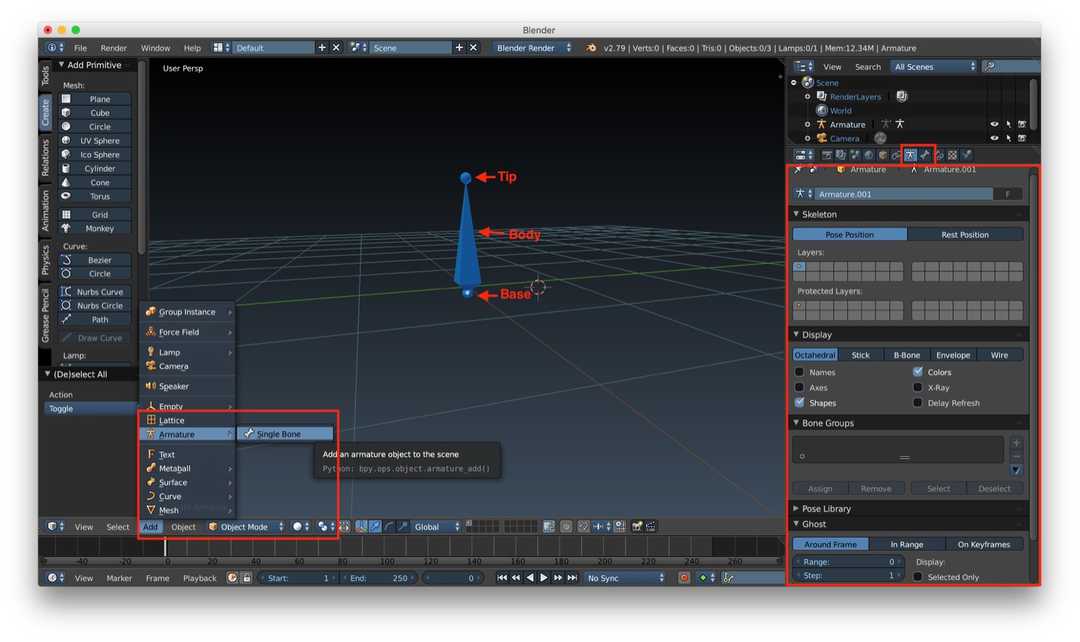 Blender
File Render Window Help Default Scene Blender Render v2.79 | Verts:0 | Faces:0 | Tris:0 | Objects:0/3 | Lamps:0/1 | Mem:12.34M | Armature
Tools
Create
Relations
Animation
Physics
Grease Pencil
Add Primitive
Mesh:
Plane
Cube
Circle
UV Sphere
Ico Sphere
Cylinder
Cone
Torus
Grid
Monkey
Curve:
Bezier
Circle
Nurbs Curve
Nurbs Circle
Path
Draw Curve
Lamp:
(De)select All
Action
Toggle
User Persp
Tip
Body
Base
Group Instance
Force Field
Lamp
Camera
Speaker
Empty
Lattice
Armature
Single Bone
Text
Metaball
Surface
Curve
Mesh
Add an armature object to the scene
Python: bpy.ops.object.armature_add()
View Select Add Object Object Mode Global
-40 -20 0 20 40 60 80 100 120 140 160 180 200 220 240 260
View Marker Frame Playback Start: 1 End: 250 0 No Sync
View Search All Scenes
Scene
RenderLayers
World
Armature
Camera
Armature Armature.001
Armature.001 F
Skeleton
Pose Position Rest Position
Layers:
Protected Layers:
Display
Octahedral Stick B-Bone Envelope Wire
Names Colors
Axes X-Ray
Shapes Delay Refresh
Bone Groups
Assign Remove Select Deselect
Pose Library
Ghost
Around Frame In Range On Keyframes
Range: 0 Display:
Step: 1 Selected Only